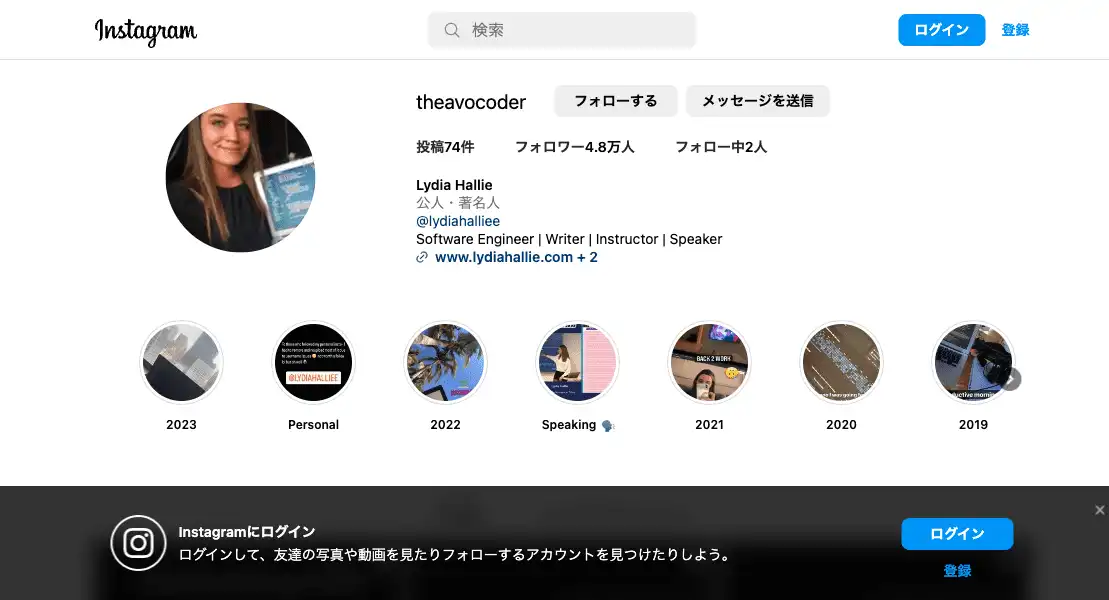 Instagram
検索
ログイン
登録
theavocoder
フォローする
メッセージを送信
投稿74件
フォロワー4.8万人
フォロー中2人
Lydia Hallie
公人・著名人
@lydiahalliee
Software Engineer | Writer | Instructor | Speaker
www.lydiahallie.com + 2
@LYDIAHALLIEE
BACK 2 WORK
2023
Personal
2022
Speaking 🗣️
2021
2020
2019
Instagramにログイン
ログインして、友達の写真や動画を見たりフォローするアカウントを見つけたりしよう。
ログイン
登録